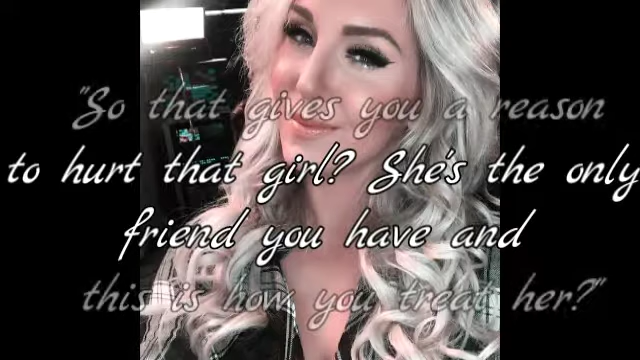 "So that gives you a reason
to hurt that girl? She's the only
friend you have and
this is how you treat her?"